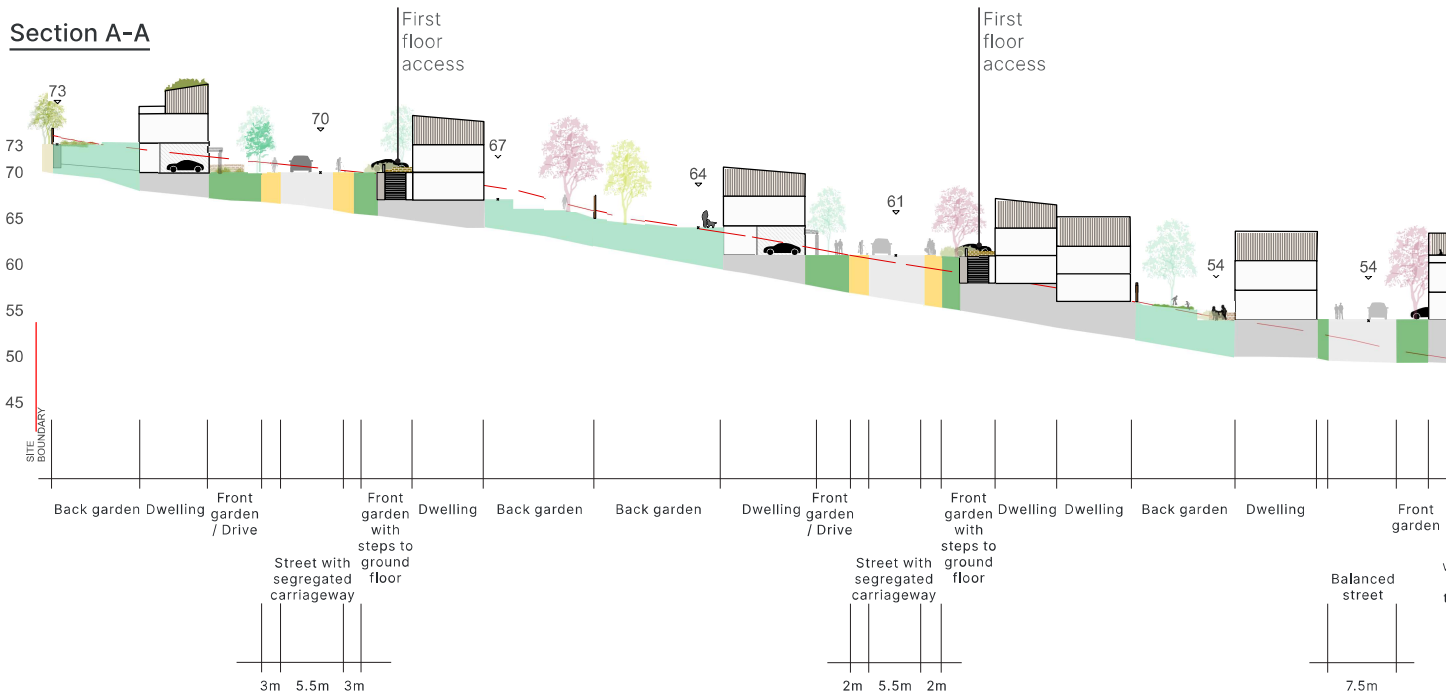 Section A-A
First
floor
access
First
floor
access
73
70
67
64
61
54
54
73
70
65
60
55
50
45
SITE
BOUNDARY
Back garden
Dwelling
Front
garden
/ Drive
Street with
segregated
carriageway
Front
garden
with
steps to
ground
floor
Dwelling
Back garden
Back garden
Dwelling
Front
garden
/ Drive
Street with
segregated
carriageway
Front
garden
with
steps to
ground
floor
Dwelling
Dwelling
Back garden
Dwelling
Balanced
street
Front
garden
3m
5.5m
3m
2m
5.5m
2m
7.5m